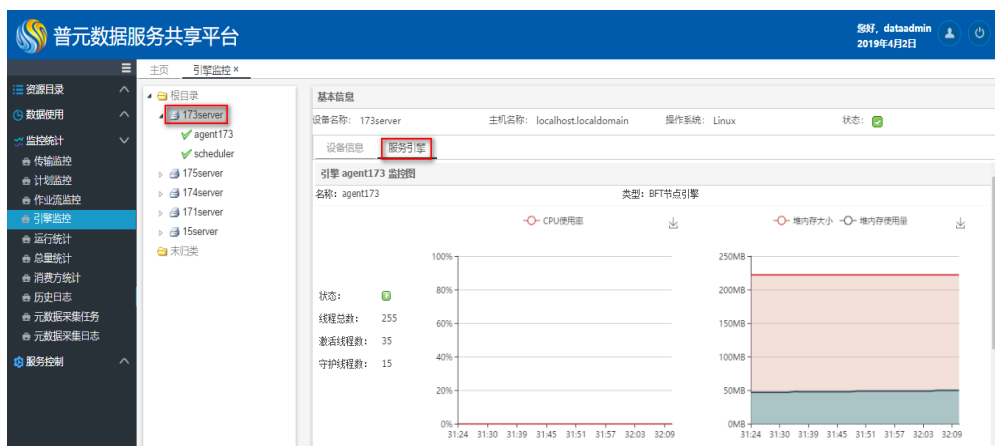 普元数据服务共享平台
您好, dataadmin
2019年4月2日
主页 引擎监控 ×
资源目录
数据使用
监控统计
传输监控
计划监控
作业流监控
引擎监控
运行统计
总量统计
消费方统计
历史日志
元数据采集任务
元数据采集日志
服务控制
根目录
173server
agent173
scheduler
175server
174server
171server
15server
未归类
基本信息
设备名称: 173server 主机名称: localhost.localdomain 操作系统: Linux 状态:
设备信息 服务引擎
引擎 agent173 监控图
名称: agent173 类型: BFT节点引擎
状态:
线程总数: 255
激活线程数: 35
守护线程数: 15
CPU使用率
100%
80%
60%
40%
20%
0%
31:24 31:30 31:39 31:45 31:51 31:57 32:03 32:09
堆内存大小 堆内存使用量
250MB
200MB
150MB
100MB
50MB
0MB
31:24 31:30 31:39 31:45 31:51 31:57 32:03 32:09